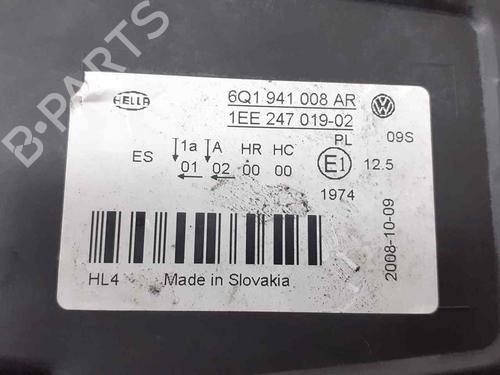 B-PARTS
HELLA
6Q1 941 008 AR
1EE 247 019-02
PL 09S
ES 1a A HR HC E1 12.5
01 02 00 00
1974
2008-10-09
HL4 Made in Slovakia